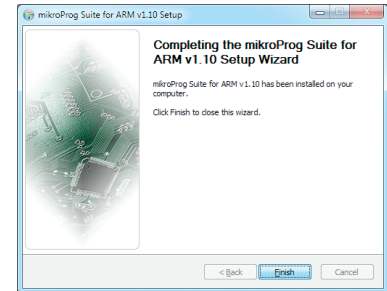 mikroProg Suite for ARM v1.10 Setup
Completing the mikroProg Suite for
ARM v1.10 Setup Wizard
mikroProg Suite for ARM v1.10 has been installed on your
computer.
Click Finish to close this wizard.
< Back
Finish
Cancel